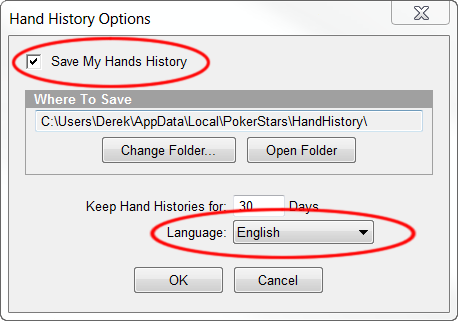 Hand History Options
Save My Hands History
Where To Save
C:\Users\Derek\AppData\Local\PokerStars\HandHistory\
Change Folder... Open Folder
Keep Hand Histories for: 30 Days
Language: English
OK Cancel